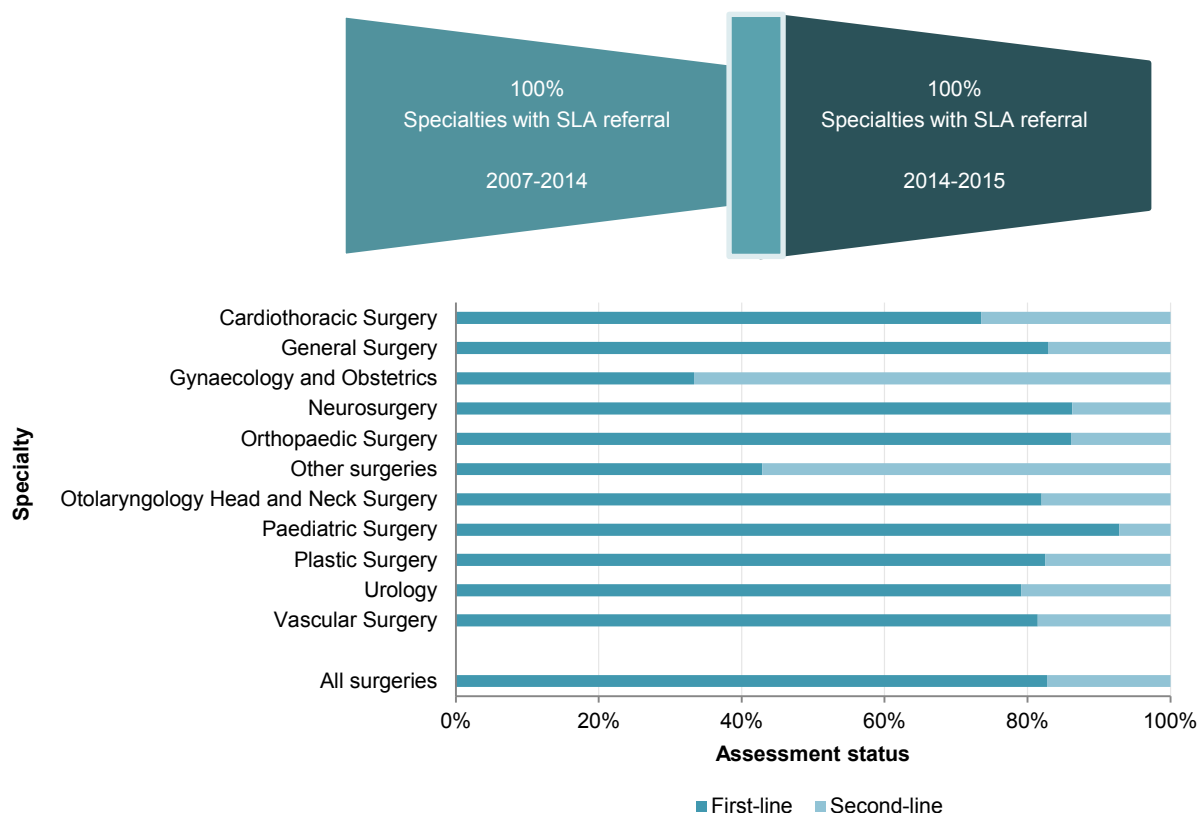 100%
Specialties with SLA referral
2007-2014
100%
Specialties with SLA referral
2014-2015
Specialty
Cardiothoracic Surgery
General Surgery
Gynaecology and Obstetrics
Neurosurgery
Orthopaedic Surgery
Other surgeries
Otolaryngology Head and Neck Surgery
Paediatric Surgery
Plastic Surgery
Urology
Vascular Surgery
All surgeries
0% 20% 40% 60% 80% 100%
Assessment status
First-line Second-line